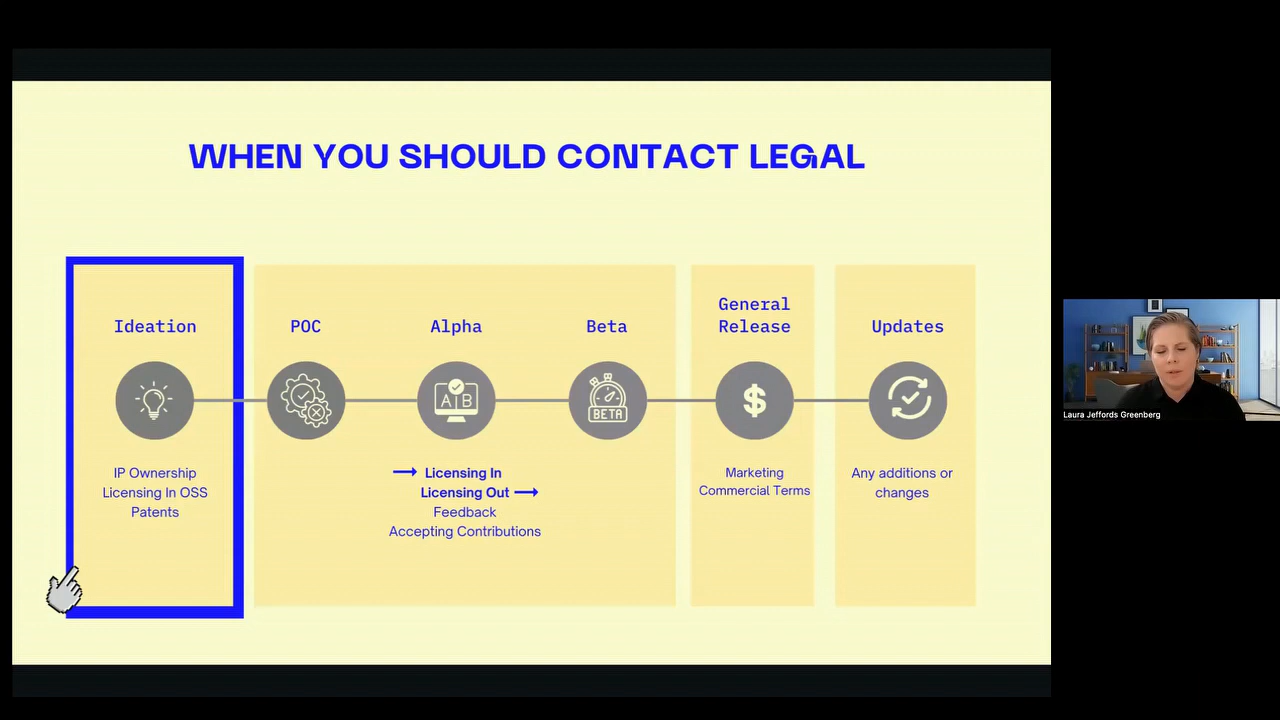 WHEN YOU SHOULD CONTACT LEGAL
Ideation
IP Ownership
Licensing In OSS
Patents
POC
Alpha
A B
Beta
BETA
Licensing In
Licensing Out
Feedback
Accepting Contributions
General
Release
$
Marketing
Commercial Terms
Updates
Any additions or
changes
Laura Jeffords Greenberg